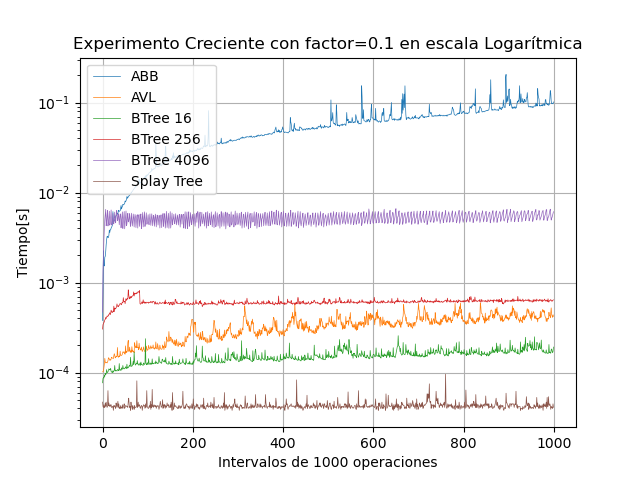 Experimento Creciente con factor=0.1 en escala Logarítmica
ABB
AVL
BTree 16
BTree 256
BTree 4096
Splay Tree
10⁻¹
10⁻²
10⁻³
10⁻⁴
Tiempo[s]
0 200 400 600 800 1000
Intervalos de 1000 operaciones